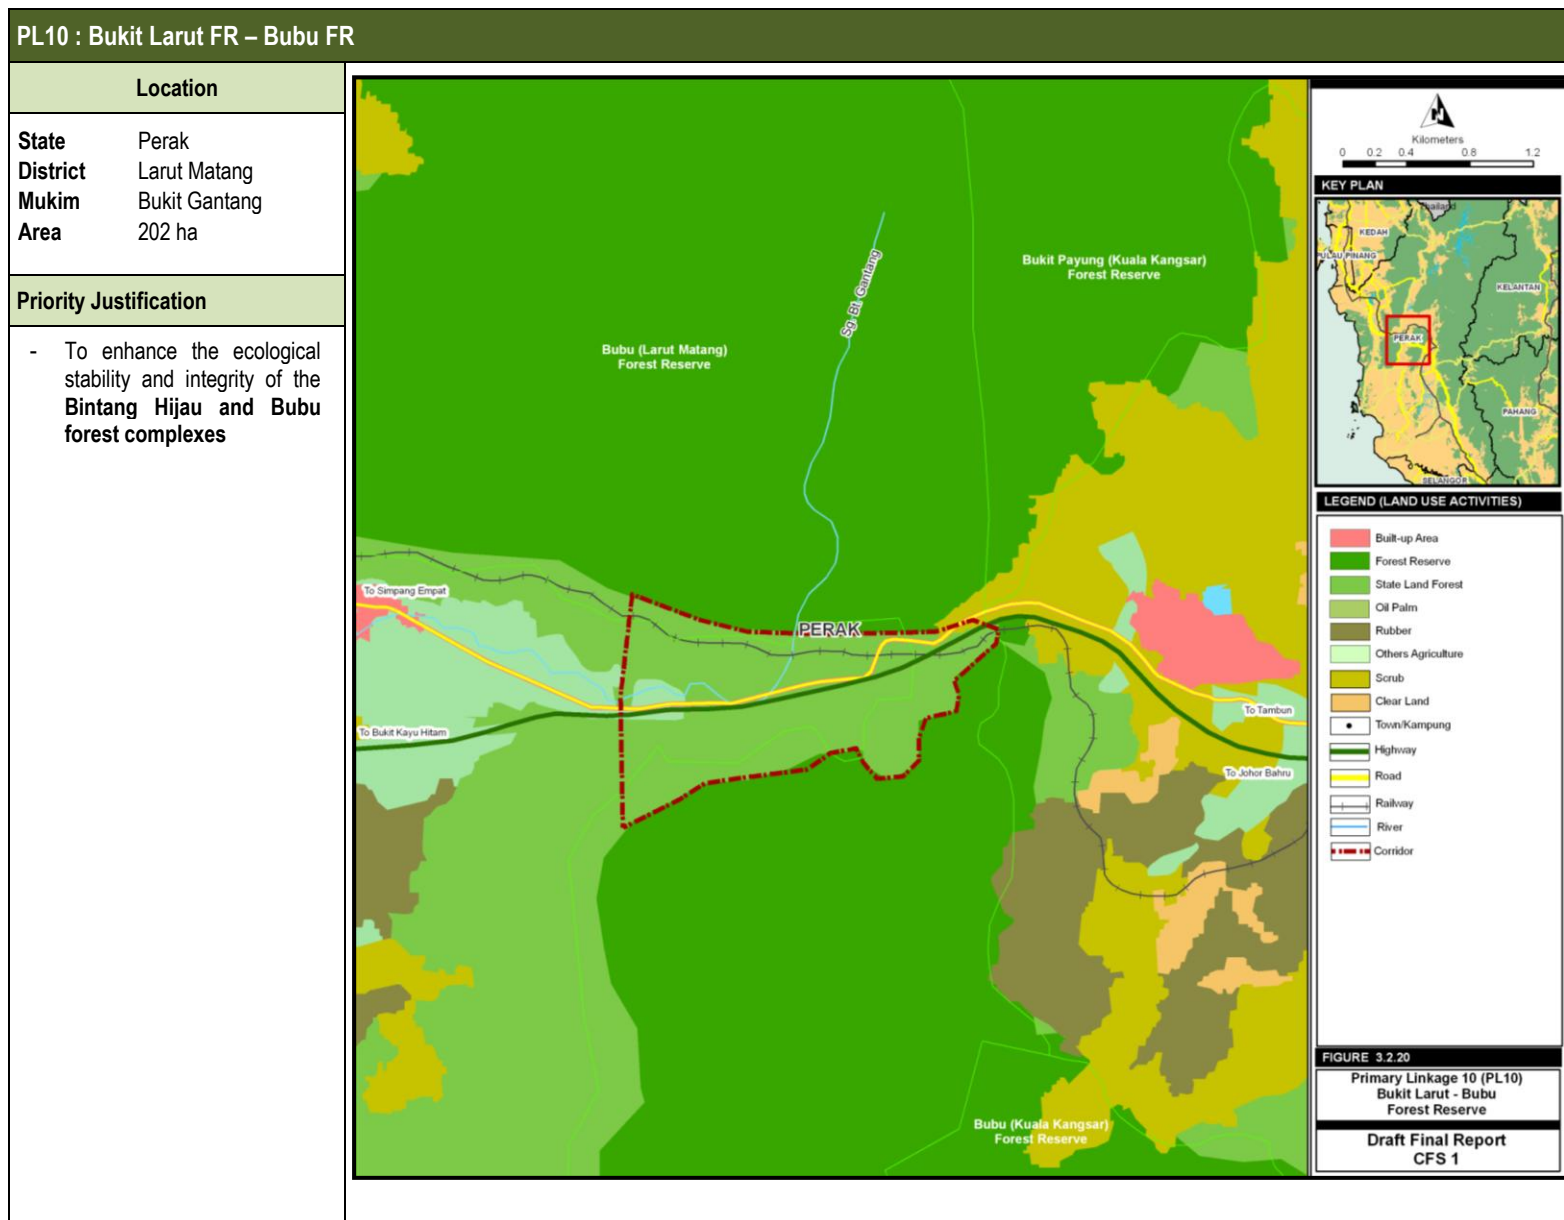 PL10 : Bukit Larut FR – Bubu FR
Location
State Perak
District Larut Matang
Mukim Bukit Gantang
Area 202 ha
Priority Justification
- To enhance the ecological
stability and integrity of the
Bintang Hijau and Bubu
forest complexes
Bukit Payung (Kuala Kangsar)
Forest Reserve
Sg. Bt. Gantang
Bubu (Larut Matang)
Forest Reserve
To Simpang Empat
PERAK
To Bukit Kayu Hitam
To Tambun
To Johor Bahru
Bubu (Kuala Kangsar)
Forest Reserve
N
Kilometers
0 0.2 0.4 0.8 1.2
KEY PLAN
Thailand
KEDAH
PULAU PINANG
KELANTAN
PERAK
PAHANG
SELANGOR
LEGEND (LAND USE ACTIVITIES)
Built-up Area
Forest Reserve
State Land Forest
Oil Palm
Rubber
Others Agriculture
Scrub
Clear Land
Town/Kampung
Highway
Road
Railway
River
Corridor
FIGURE 3.2.20
Primary Linkage 10 (PL10)
Bukit Larut - Bubu
Forest Reserve
Draft Final Report
CFS 1